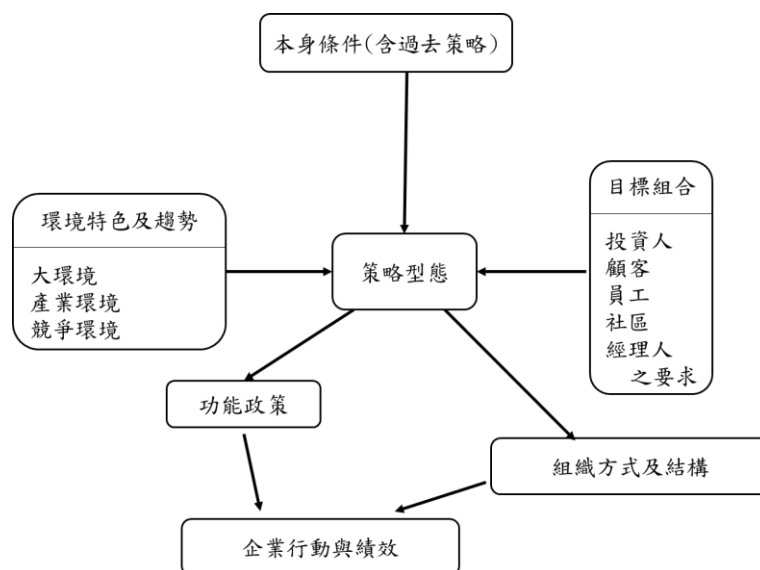 本身條件(含過去策略)
環境特色及趨勢
大環境
產業環境
競爭環境
策略型態
目標組合
投資人
顧客
員工
社區
經理人
之要求
功能政策
組織方式及結構
企業行動與績效